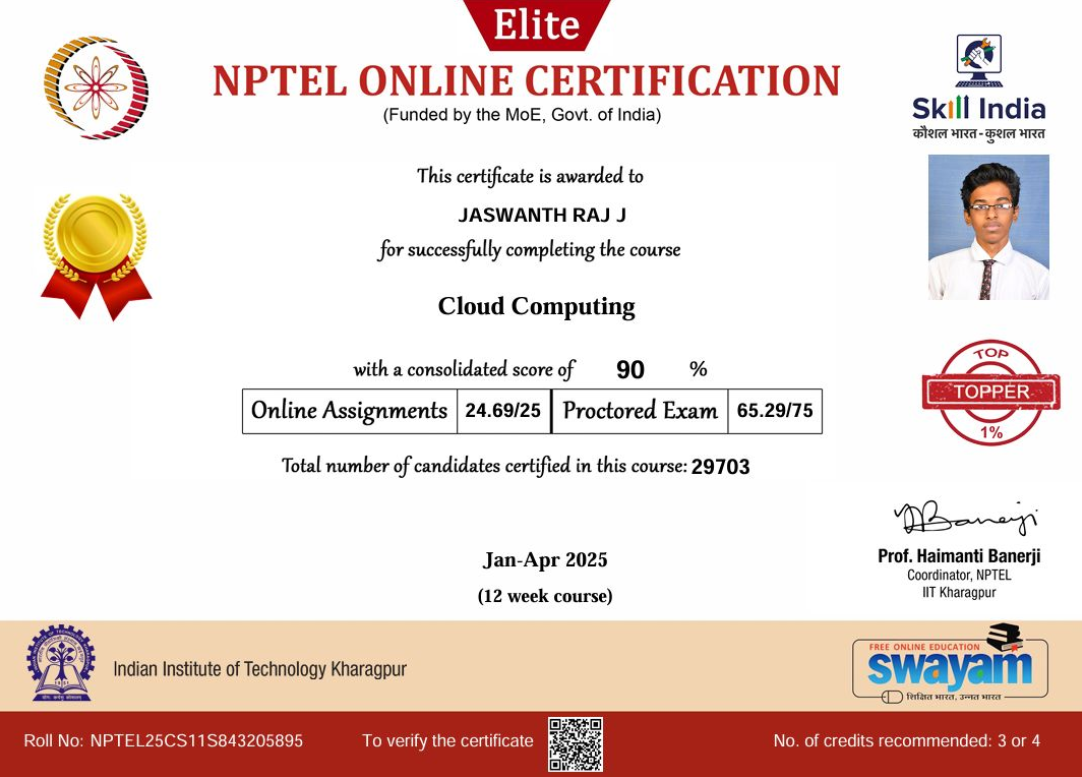 Elite
NPTEL ONLINE CERTIFICATION
(Funded by the MoE, Govt. of India)
Skill India
कौशल भारत - कुशल भारत
This certificate is awarded to
JASWANTH RAJ J
for successfully completing the course
Cloud Computing
with a consolidated score of 90 %
Online Assignments 24.69/25 Proctored Exam 65.29/75
TOP
TOPPER
1%
Total number of candidates certified in this course: 29703
Prof. Haimanti Banerji
Coordinator, NPTEL
IIT Kharagpur
Jan-Apr 2025
(12 week course)
Indian Institute of Technology Kharagpur
FREE ONLINE EDUCATION
swayam
शिक्षित भारत, उन्नत भारत
Roll No: NPTEL25CS11S843205895 To verify the certificate No. of credits recommended: 3 or 4